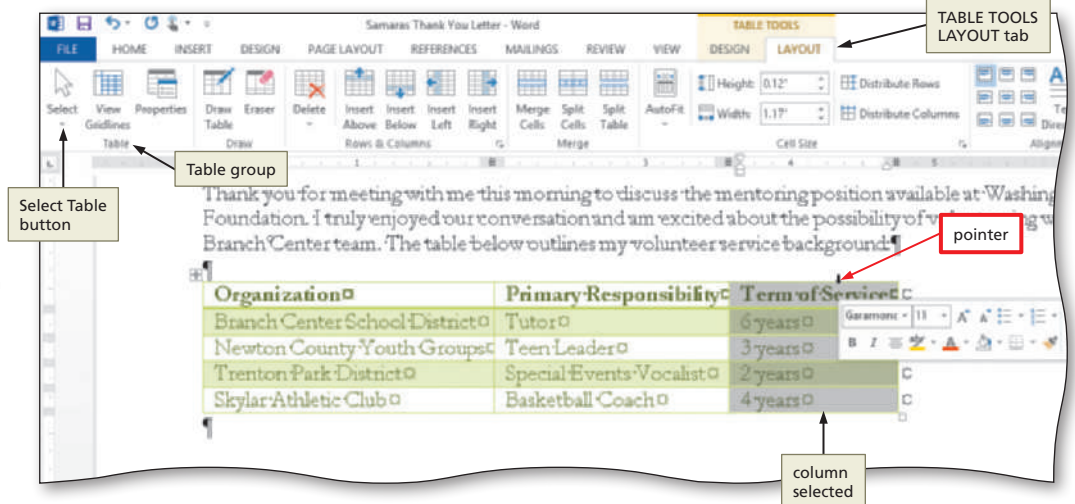 Samaras Thank You Letter - Word
TABLE TOOLS
TABLE TOOLS
LAYOUT tab
FILE HOME INSERT DESIGN PAGE LAYOUT REFERENCES MAILINGS REVIEW VIEW DESIGN LAYOUT
Height: 0.12"
Distribute Rows
Select View Gridlines Properties Draw Table Eraser Delete Insert Above Insert Below Insert Left Insert Right Merge Cells Split Cells Split Table AutoFit
Width: 1.17"
Distribute Columns
Table Draw Rows & Columns Merge Cell Size
Table group
Select Table
button
Thank you for meeting with me this morning to discuss the mentoring position available at
Foundation. I truly enjoyed our conversation and am excited about the possibility of
Branch Center team. The table below outlines my volunteer service background.¶
pointer
¶
Organization Primary Responsibility Term of Service
Branch Center School District Tutor 6 years
Newton County Youth Groups Teen Leader 3 years
Trenton Park District Special Events Vocalist 2 years
Skylar Athletic Club Basketball Coach 4 years
¶
11
B I
column
selected